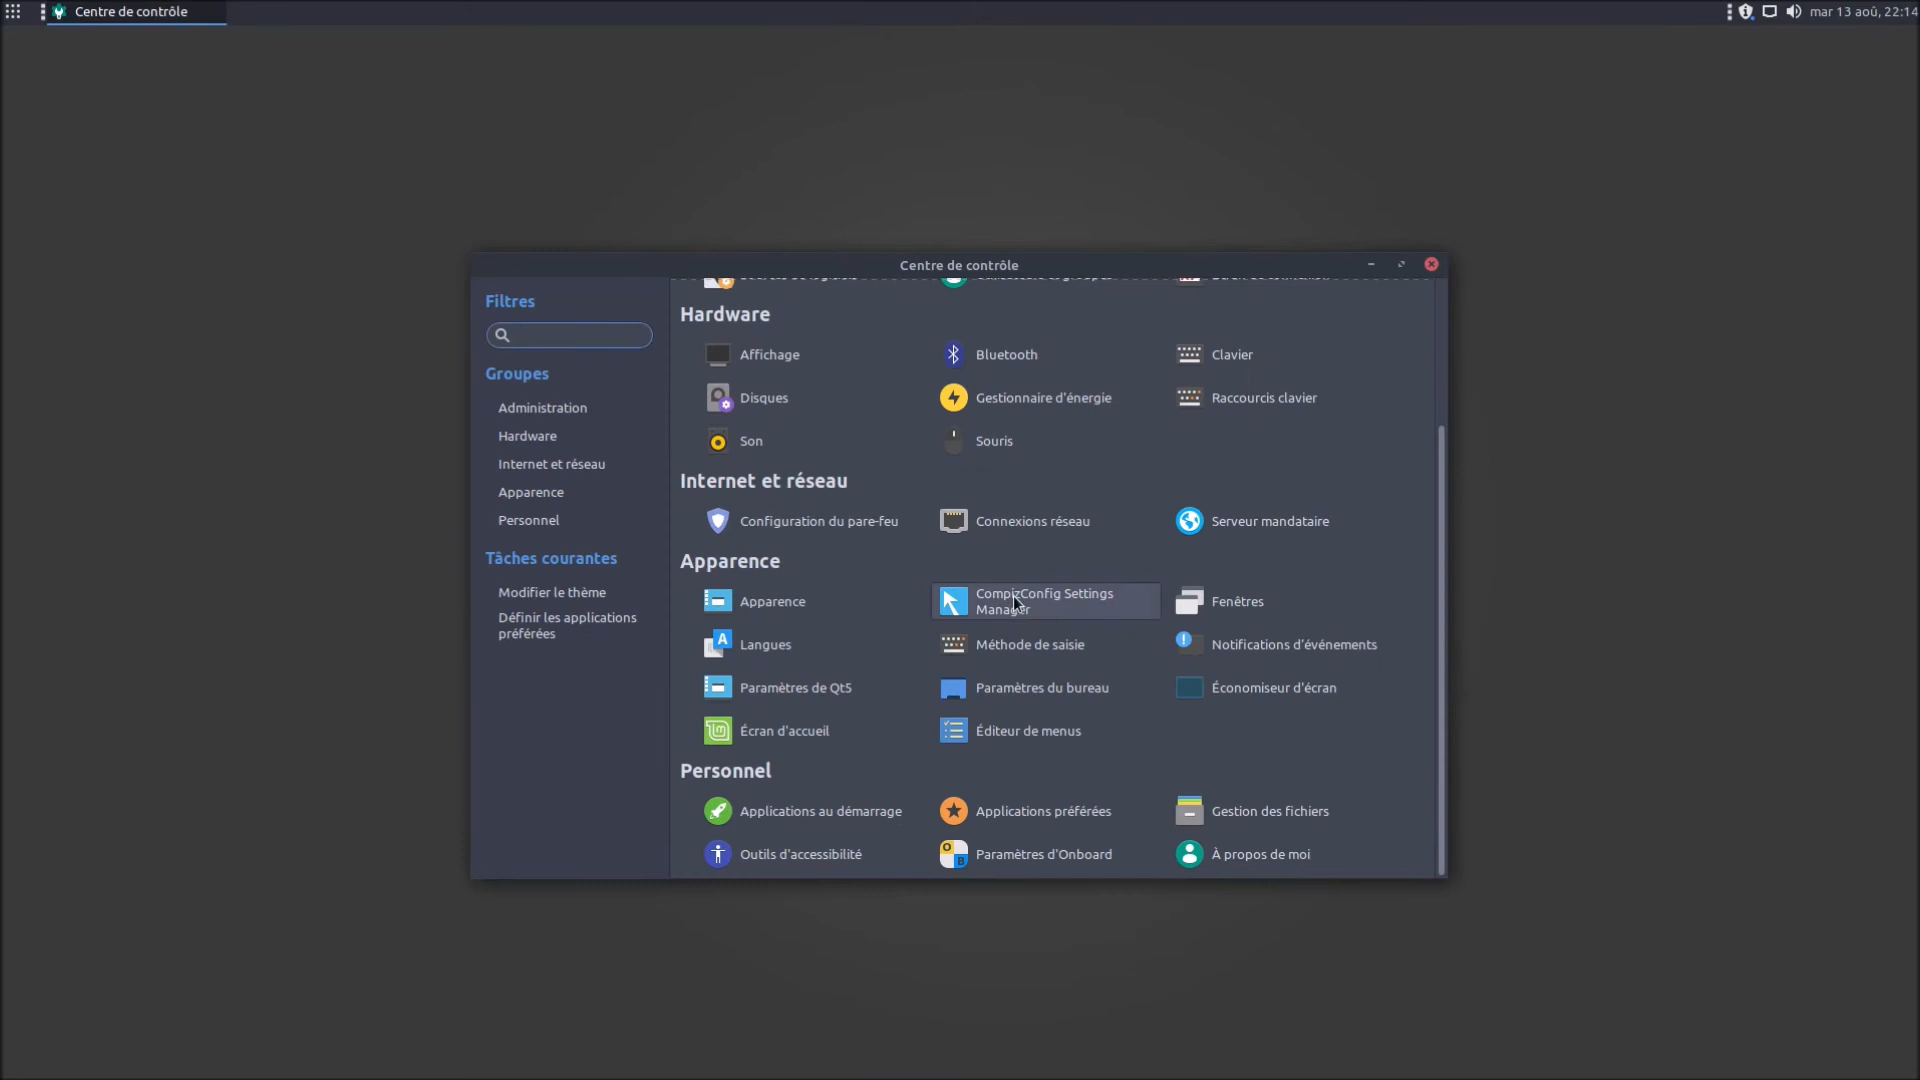 Centre de contrôle
mar 13 aoû, 22:14
Centre de contrôle
Filtres
Groupes
Administration
Hardware
Internet et réseau
Apparence
Personnel
Tâches courantes
Modifier le thème
Définir les applications
préférées
Hardware
Affichage
Bluetooth
Clavier
Disques
Gestionnaire d'énergie
Raccourcis clavier
Son
Souris
Internet et réseau
Configuration du pare-feu
Connexions réseau
Serveur mandataire
Apparence
Apparence
CompizConfig Settings
Manager
Fenêtres
Langues
Méthode de saisie
Notifications d'événements
Paramètres de Qt5
Paramètres du bureau
Économiseur d'écran
Écran d'accueil
Éditeur de menus
Personnel
Applications au démarrage
Applications préférées
Gestion des fichiers
Outils d'accessibilité
Paramètres d'Onboard
À propos de moi